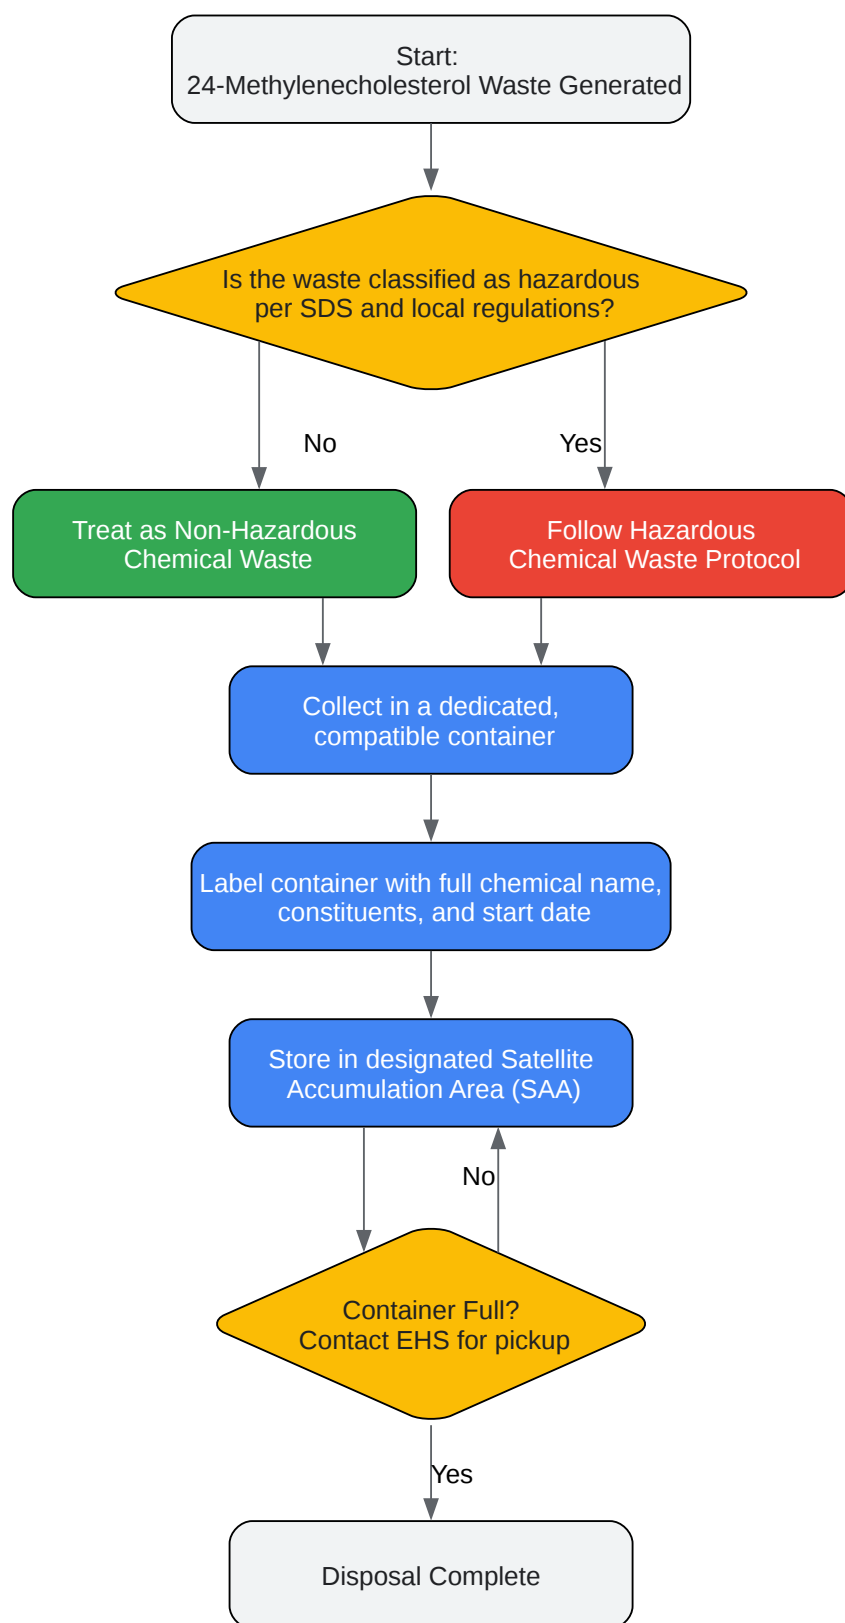 Start:
24-Methylenecholesterol Waste Generated
Is the waste classified as hazardous
per SDS and local regulations?
No
Yes
Treat as Non-Hazardous
Chemical Waste
Follow Hazardous
Chemical Waste Protocol
Collect in a dedicated,
compatible container
Label container with full chemical name,
constituents, and start date
Store in designated Satellite
Accumulation Area (SAA)
No
Container Full?
Contact EHS for pickup
Yes
Disposal Complete